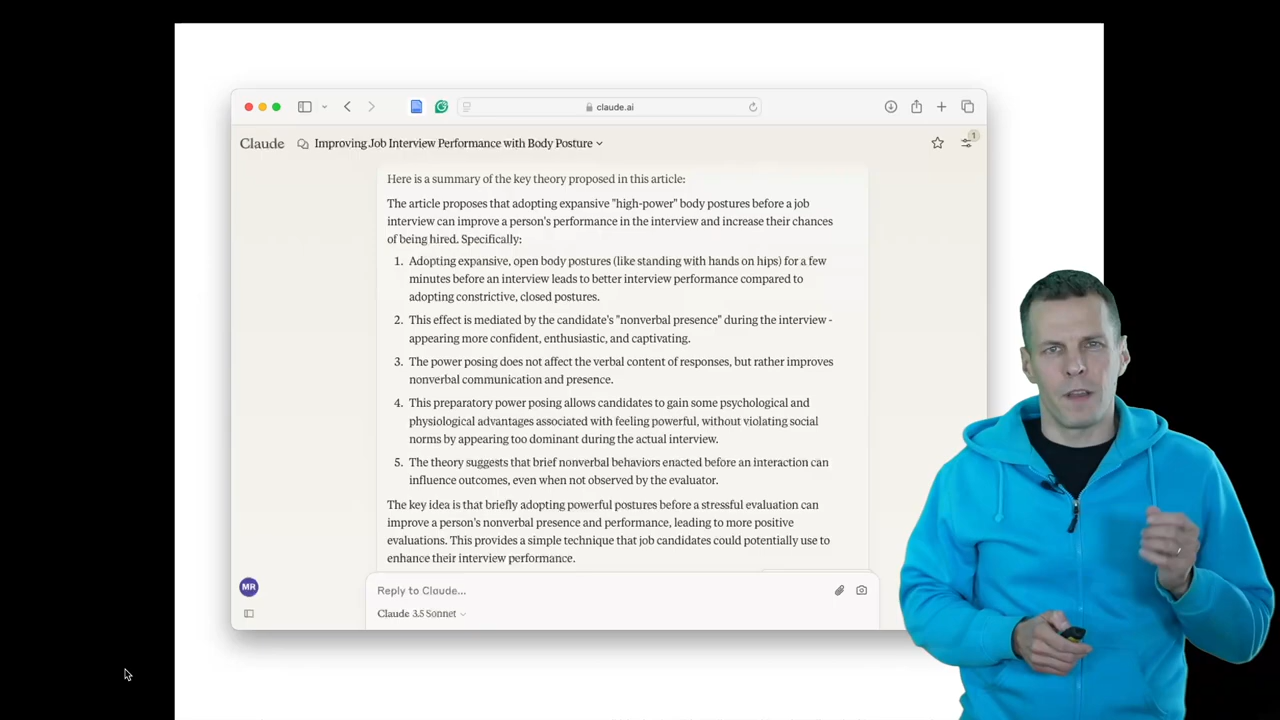 claude.ai
Claude
Improving Job Interview Performance with Body Posture
1
Here is a summary of the key theory proposed in this article:
The article proposes that adopting expansive "high-power" body postures before a job
interview can improve a person's performance in the interview and increase their chances
of being hired. Specifically:
1. Adopting expansive, open body postures (like standing with hands on hips) for a few
minutes before an interview leads to better interview performance compared to
adopting constrictive, closed postures.
2. This effect is mediated by the candidate's "nonverbal presence" during the interview -
appearing more confident, enthusiastic, and captivating.
3. The power posing does not affect the verbal content of responses, but rather improves
nonverbal communication and presence.
4. This preparatory power posing allows candidates to gain some psychological and
physiological advantages associated with feeling powerful, without violating social
norms by appearing too dominant during the actual interview.
5. The theory suggests that brief nonverbal behaviors enacted before an interaction can
influence outcomes, even when not observed by the evaluator.
The key idea is that briefly adopting powerful postures before a stressful evaluation can
improve a person's nonverbal presence and performance, leading to more positive
evaluations. This provides a simple technique that job candidates could potentially use to
enhance their interview performance.
MR
Reply to Claude...
Claude 3.5 Sonnet